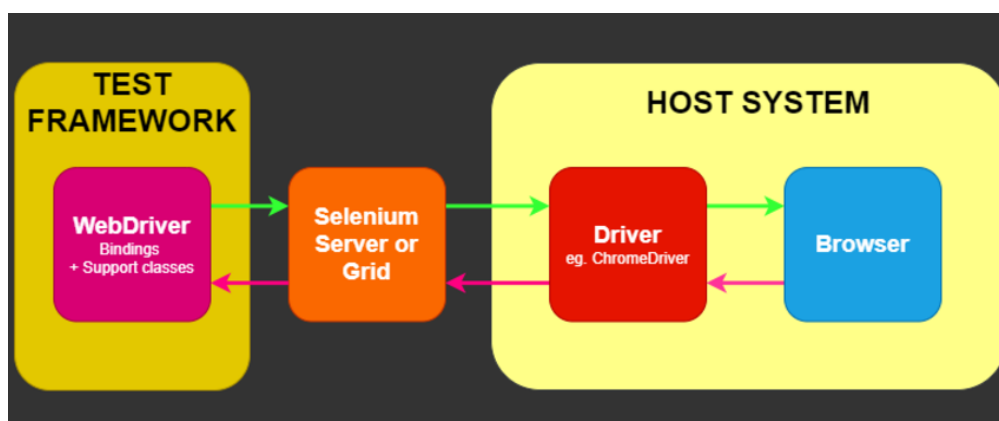 TEST
FRAMEWORK
HOST SYSTEM
WebDriver
Bindings
+ Support classes
Selenium
Server or
Grid
Driver
eg. ChromeDriver
Browser